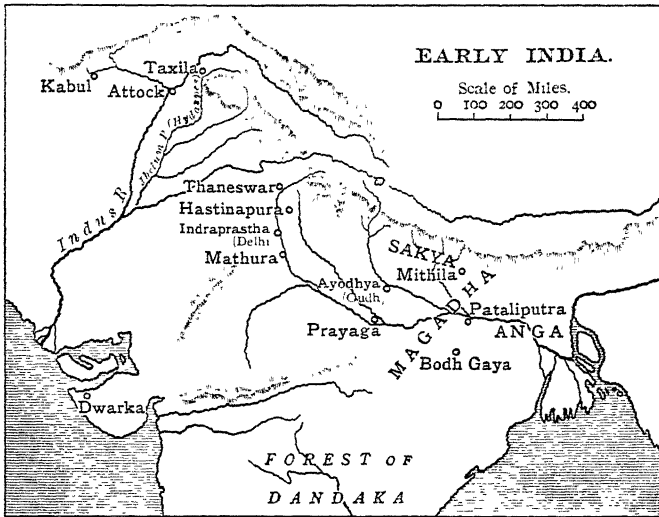 EARLY INDIA.
Scale of Miles.
0 100 200 300 400
Kabul
Taxila
Attock
Jhelum R (Hydaspes)
Indus R
Thaneswar
Hastinapura
Indraprastha
(Delhi
Mathura
SAKYA
Mithila
Ayodhya
(Oudh)
MAGADHA
Pataliputra
Prayaga
ANGA
Bodh Gaya
Dwarka
FOREST OF
DANDAKA